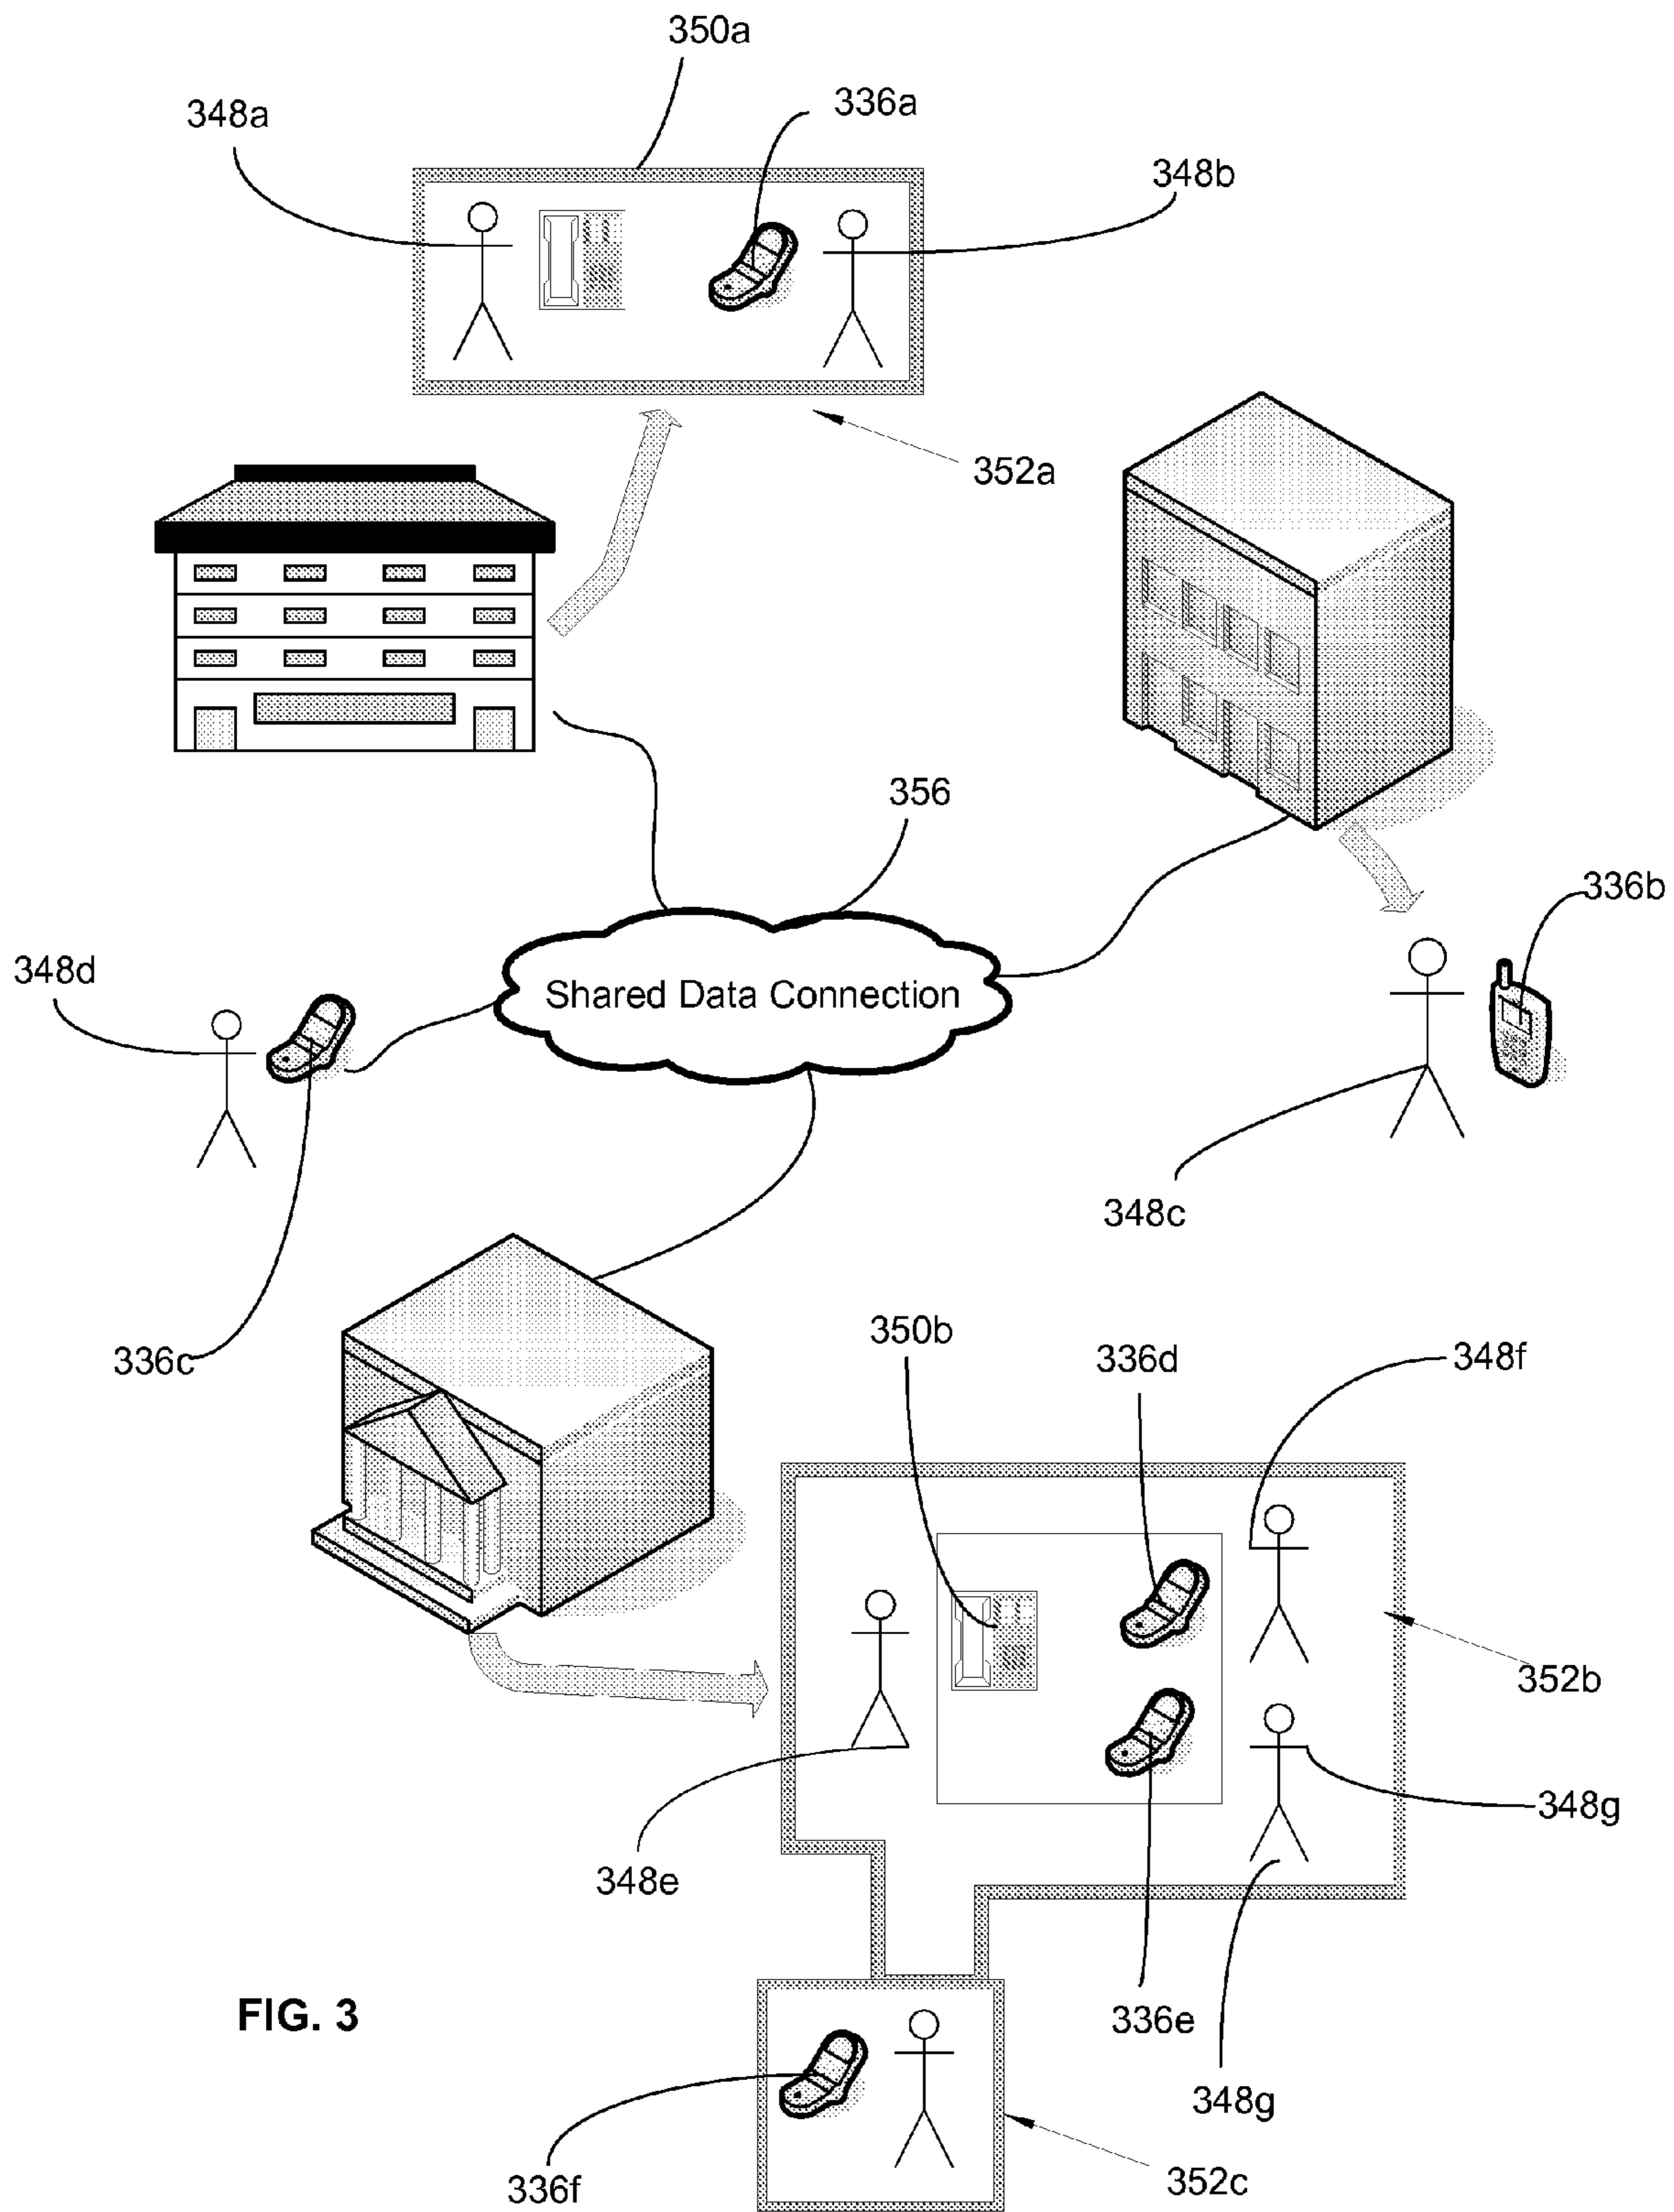 350a
336a
348a
348b
352a
356
336b
348d
Shared Data Connection
348c
350b
336d
348f
336c
352b
348g
348e
FIG. 3
336e
348g
336f
352c